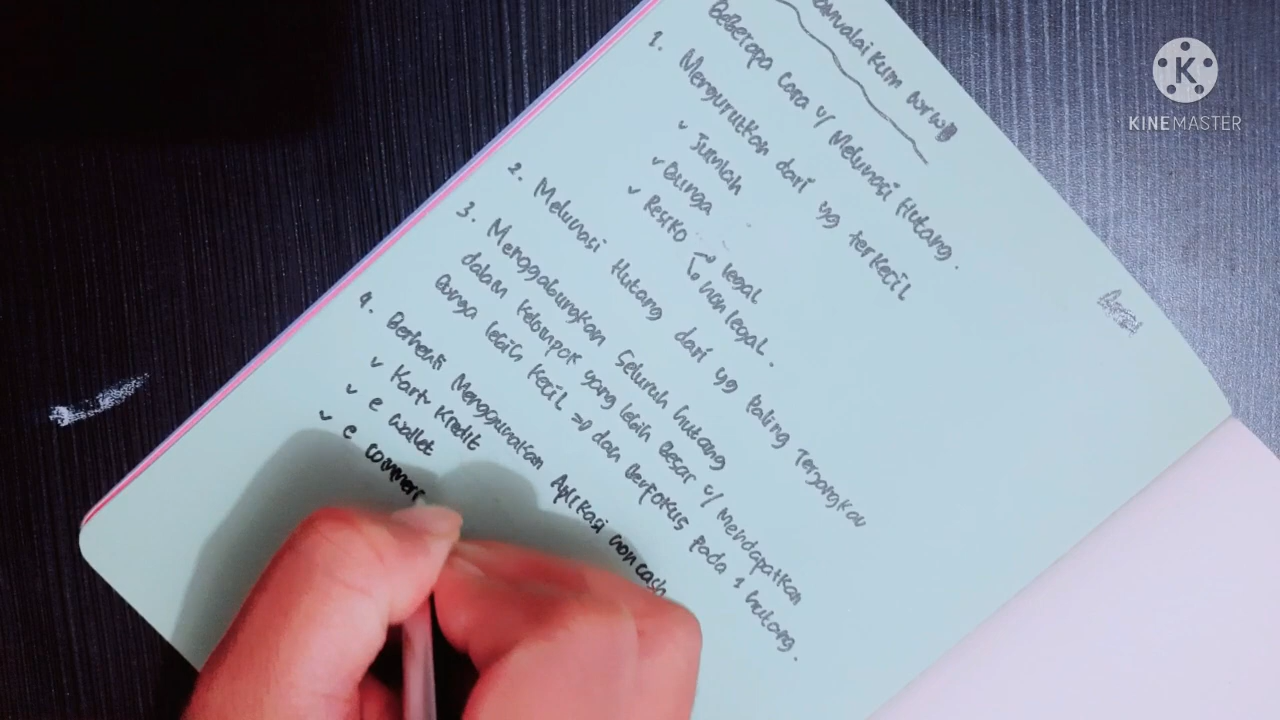 kum wrwb
Beberapa Cara u/ Melunasi Hutang.
1. Mengurutkan dari yg terkecil
✓ Jumlah
✓ Bunga
✓ Resiko → legal
↳ non legal.
2. Melunasi Hutang dari yg Paling Terjangkau
3. Menggabungkan Seluruh hutang
dalam kelompok yang lebih Besar u/ Mendapatkan
Bunga lebih kecil => dan Berfokus pada 1 hutang.
4. Berhenti Menggunakan Aplikasi non cash
✓ Kartu Kredit
✓ e wallet
✓ e commer
K
KINEMASTER